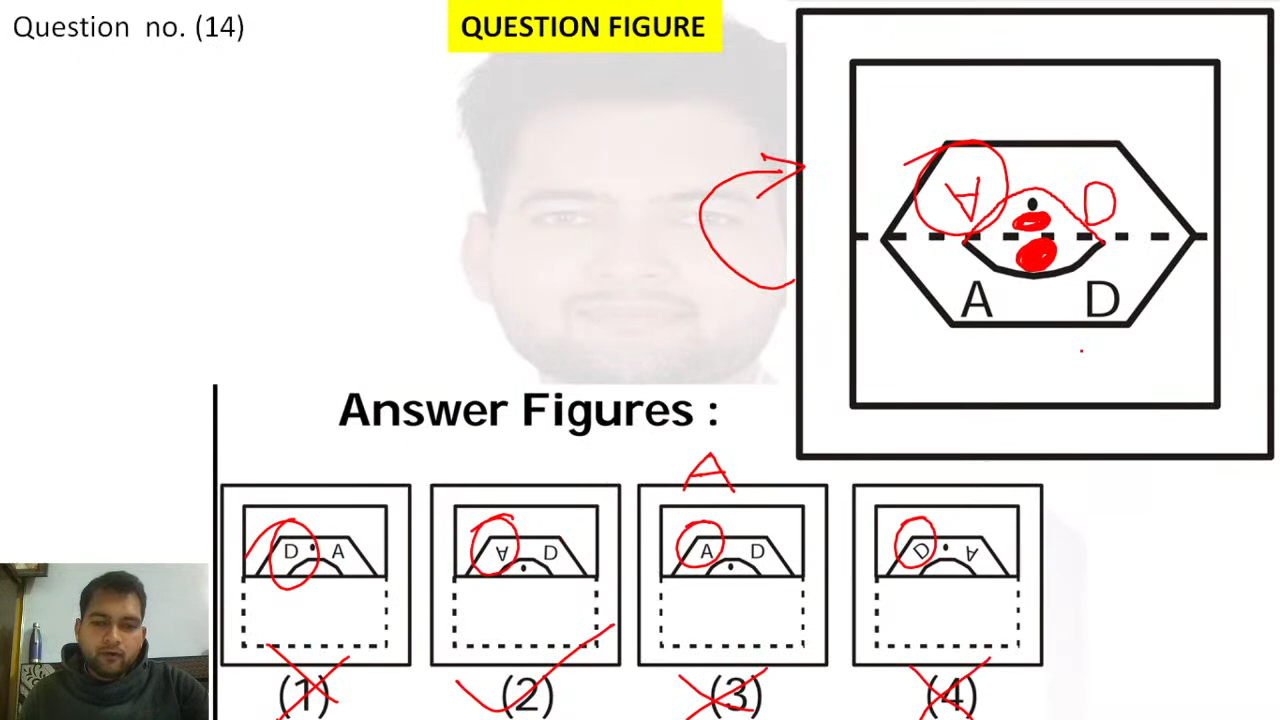 Question no. (14)
QUESTION FIGURE
A D
A D
Answer Figures :
A
D A
A D
A D
D A
(1) (2) (3) (4)